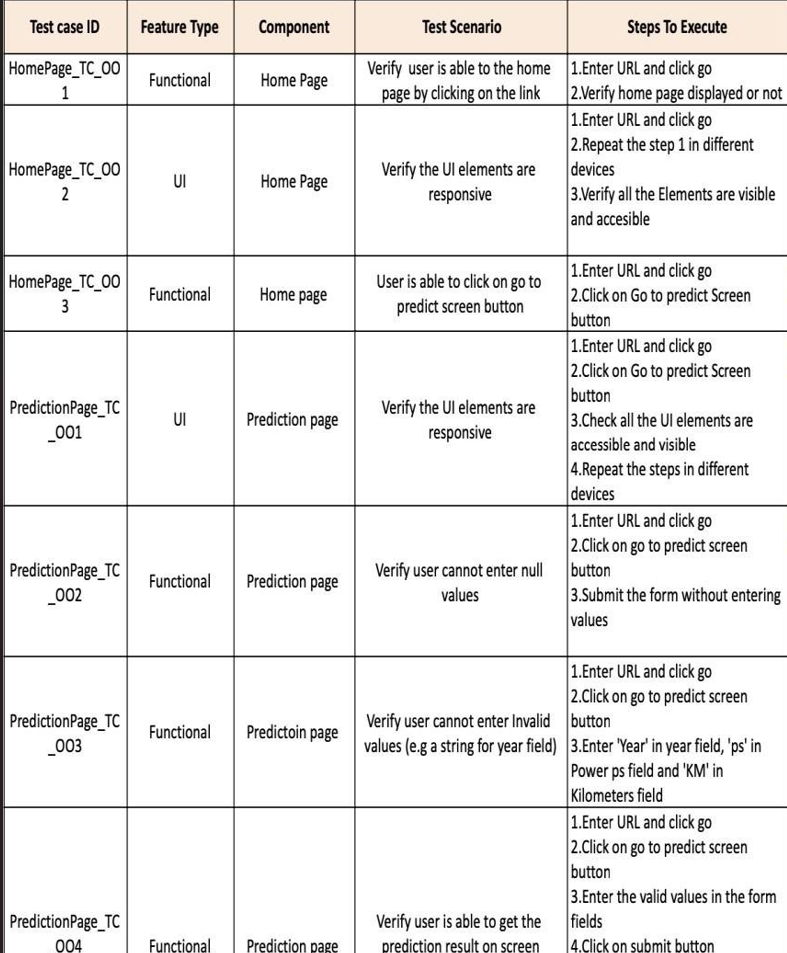 Test case ID Feature Type Component Test Scenario Steps To Execute
HomePage_TC_OO
1
Functional
Home Page
Verify user is able to the home
page by clicking on the link
1.Enter URL and click go
2.Verify home page displayed or not
HomePage_TC_OO
2
UI
Home Page
Verify the UI elements are
responsive
1.Enter URL and click go
2.Repeat the step 1 in different
devices
3.Verify all the Elements are visible
and accesible
HomePage_TC_OO
3
Functional
Home page
User is able to click on go to
predict screen button
1.Enter URL and click go
2.Click on Go to predict Screen
button
PredictionPage_TC
_OO1
UI
Prediction page
Verify the UI elements are
responsive
1.Enter URL and click go
2.Click on Go to predict Screen
button
3.Check all the UI elements are
accessible and visible
4.Repeat the steps in different
devices
PredictionPage_TC
_OO2
Functional
Prediction page
Verify user cannot enter null
values
1.Enter URL and click go
2.Click on go to predict screen
button
3.Submit the form without entering
values
PredictionPage_TC
_OO3
Functional
Predictoin page
Verify user cannot enter Invalid
values (e.g a string for year field)
1.Enter URL and click go
2.Click on go to predict screen
button
3.Enter 'Year' in year field, 'ps' in
Power ps field and 'KM' in
Kilometers field
PredictionPage_TC
OO4
Functional
Prediction page
Verify user is able to get the
prediction result on screen
1.Enter URL and click go
2.Click on go to predict screen
button
3.Enter the valid values in the form
fields
4.Click on submit button